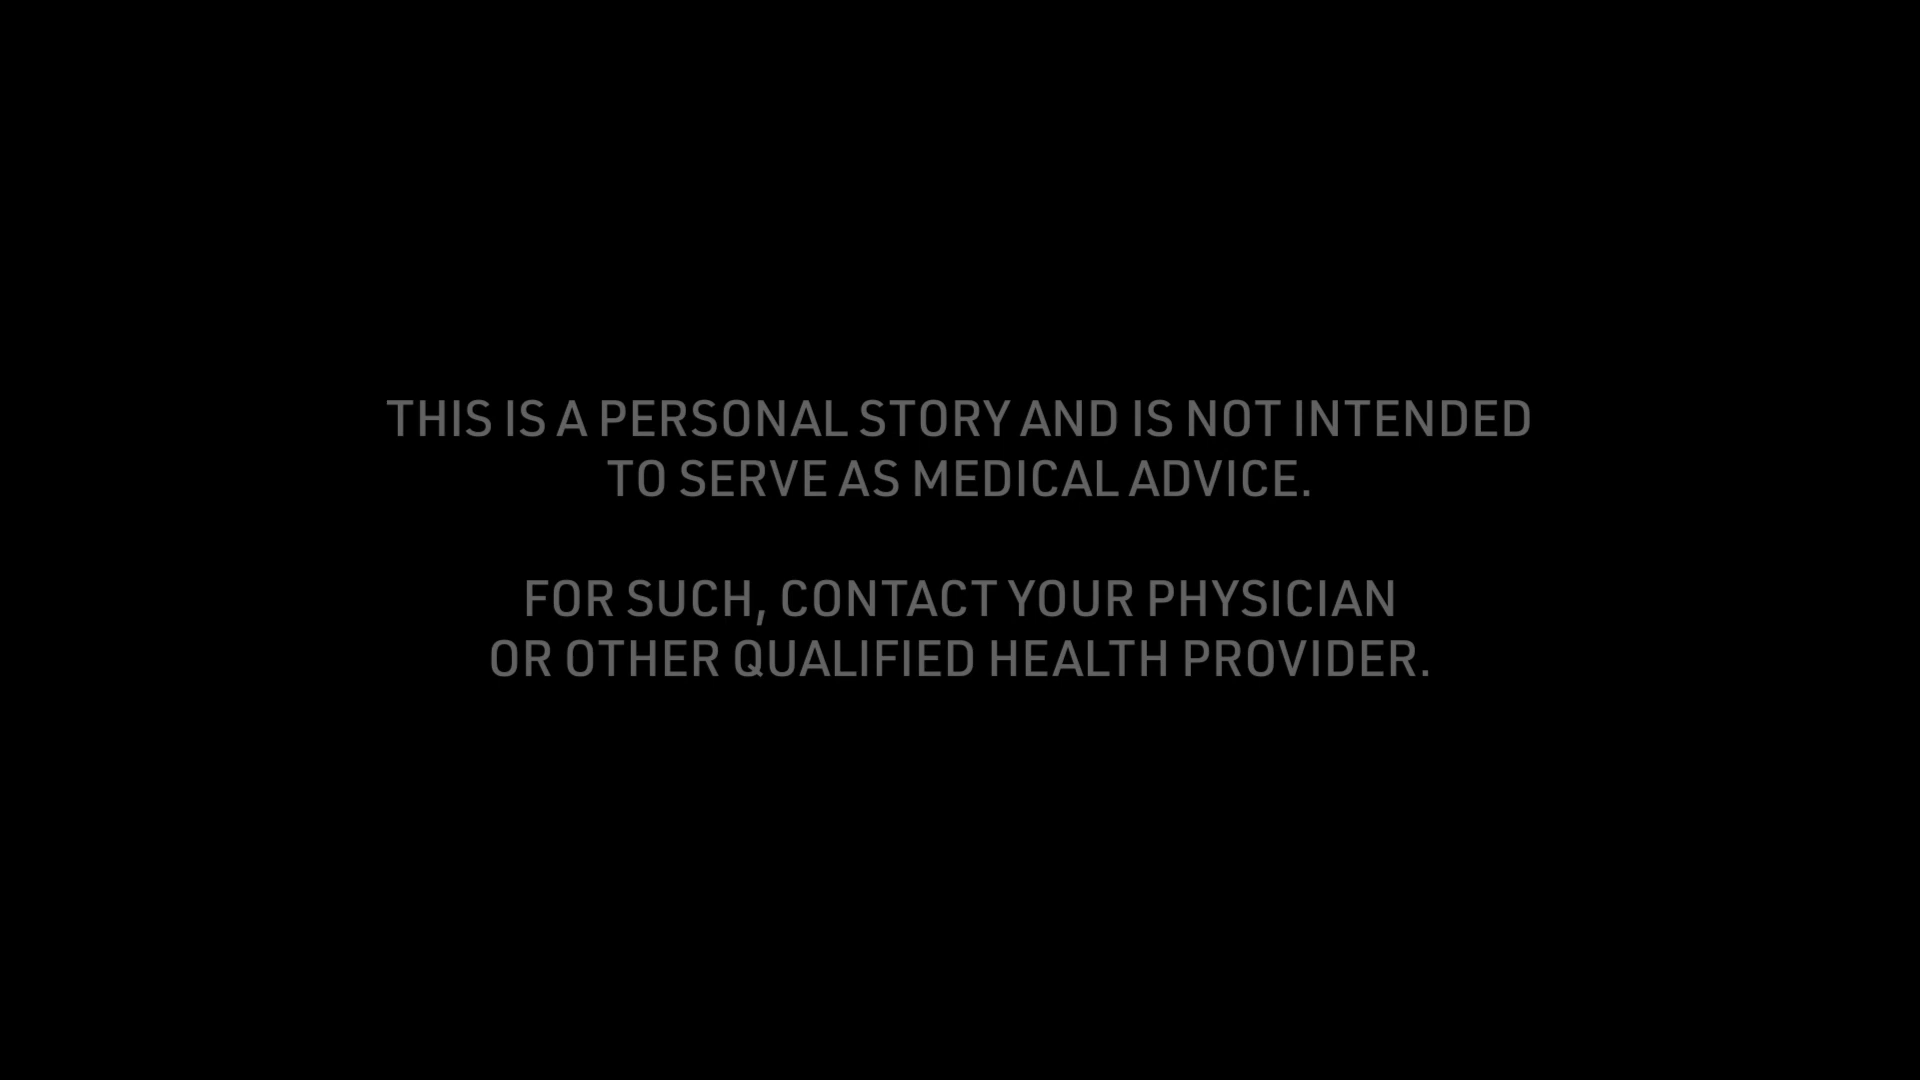 THIS IS A PERSONAL STORY AND IS NOT INTENDED
TO SERVE AS MEDICAL ADVICE.
FOR SUCH, CONTACT YOUR PHYSICIAN
OR OTHER QUALIFIED HEALTH PROVIDER.